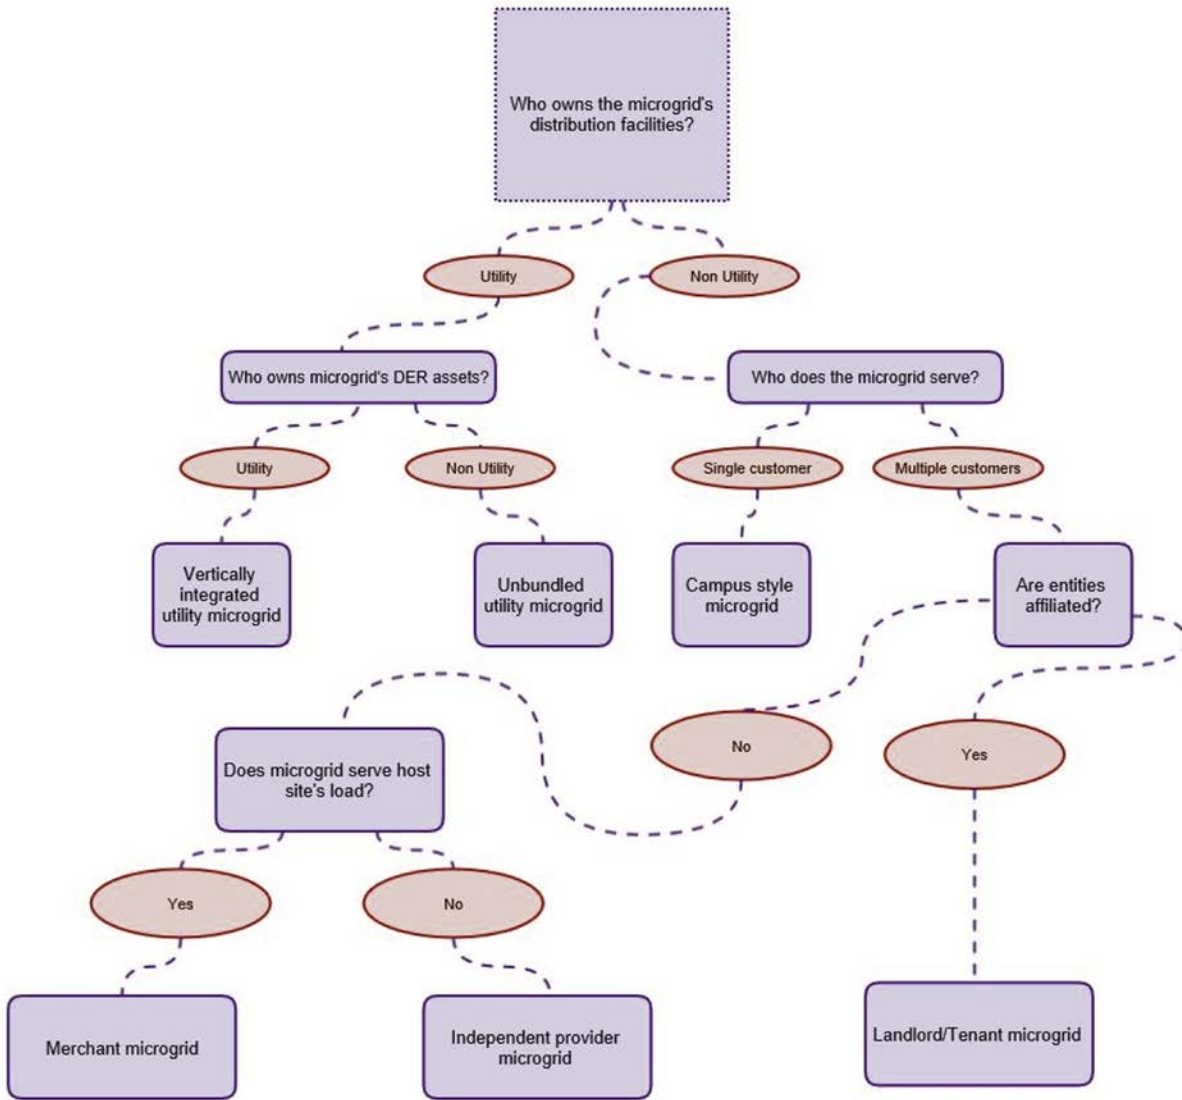 Who owns the microgrid's
distribution facilities?
Utility
Non Utility
Who owns microgrid's DER assets?
Who does the microgrid serve?
Utility
Non Utility
Single customer
Multiple customers
Vertically
integrated
utility microgrid
Unbundled
utility microgrid
Campus style
microgrid
Are entities
affiliated?
No
Yes
Does microgrid serve host
site's load?
Yes
No
Merchant microgrid
Independent provider
microgrid
Landlord/Tenant microgrid